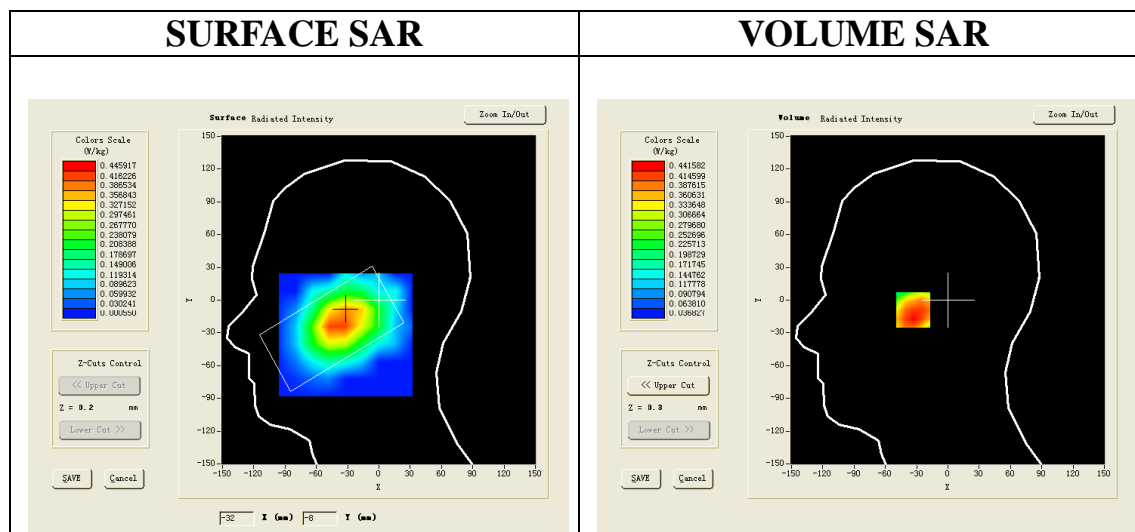 SURFACE SAR
VOLUME SAR
Surface Radiated Intensity
Zoom In/Out
Colors Scale
(W/kg)
0.445917
0.416226
0.386534
0.356843
0.327152
0.297461
0.267770
0.238079
0.208388
0.178697
0.149006
0.119314
0.089623
0.059932
0.030241
0.000550
150
120
90
60
30
0
-30
-60
-90
-120
-150
Y
-150 -120 -90 -60 -30 0 30 60 90 120 150
X
Z-Cuts Control
<< Upper Cut
Z = 0.2 mm
Lower Cut >>
SAVE Cancel
-32 X (mm) -8 Y (mm)
Volume Radiated Intensity
Zoom In/Out
Colors Scale
(W/kg)
0.441582
0.414599
0.387615
0.360631
0.333648
0.306664
0.279680
0.252696
0.225713
0.198729
0.171745
0.144762
0.117778
0.090794
0.063810
0.036827
150
120
90
60
30
0
-30
-60
-90
-120
-150
Y
-150 -120 -90 -60 -30 0 30 60 90 120 150
X
Z-Cuts Control
<< Upper Cut
Z = 0.3 mm
Lower Cut >>
SAVE Cancel